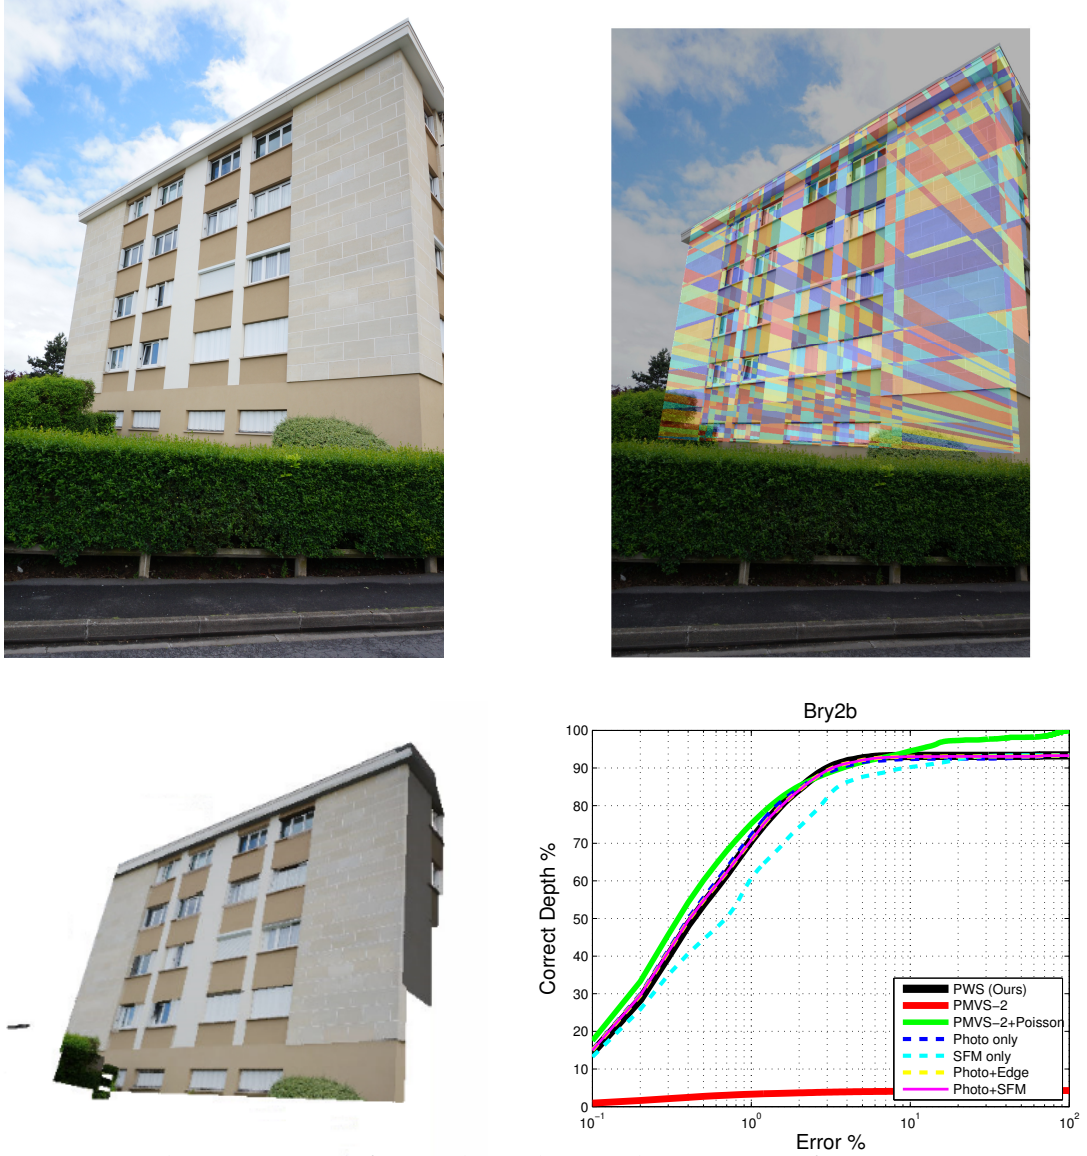 Bry2b
Correct Depth %
100
90
80
70
60
50
40
30
20
10
0
PWS (Ours)
PMVS−2
PMVS−2+Poisson
Photo only
SFM only
Photo+Edge
Photo+SFM
10⁻¹ 10⁰ 10¹ 10²
Error %